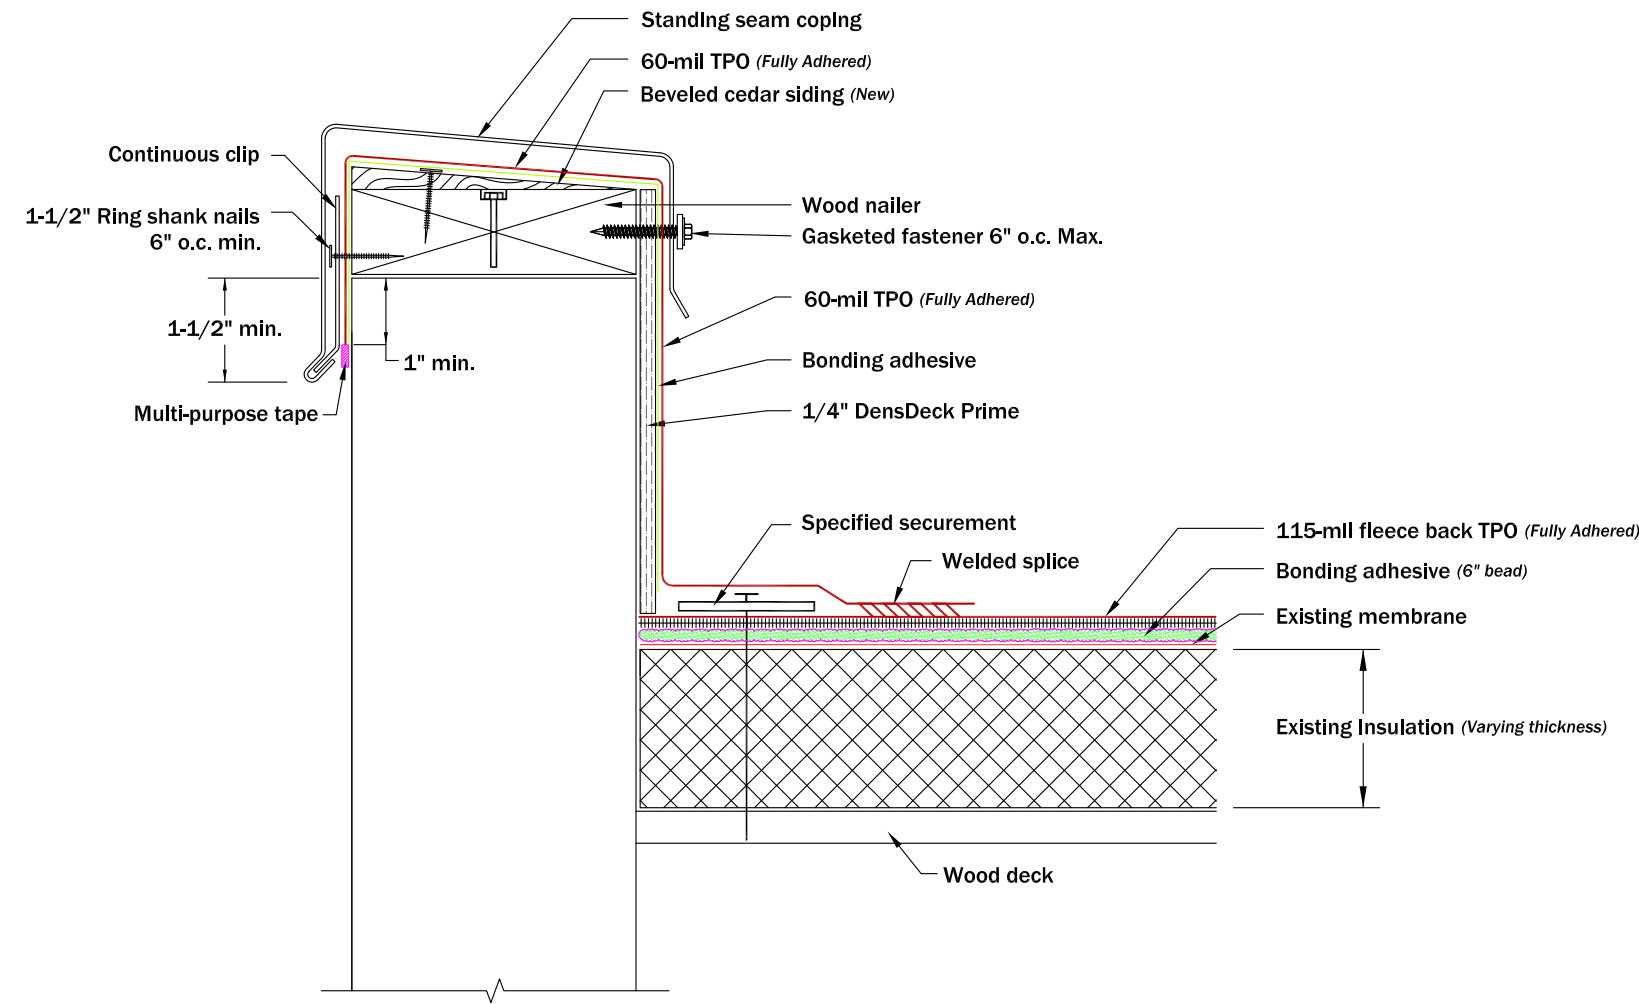 Standing seam coping
60-mil TPO (Fully Adhered)
Beveled cedar siding (New)
Continuous clip
1-1/2" Ring shank nails
6" o.c. min.
Wood nailer
Gasketed fastener 6" o.c. Max.
60-mil TPO (Fully Adhered)
1-1/2" min.
1" min.
Bonding adhesive
Multi-purpose tape
1/4" DensDeck Prime
Specified securement
Welded splice
115-mil fleece back TPO (Fully Adhered)
Bonding adhesive (6" bead)
Existing membrane
Existing Insulation (Varying thickness)
Wood deck